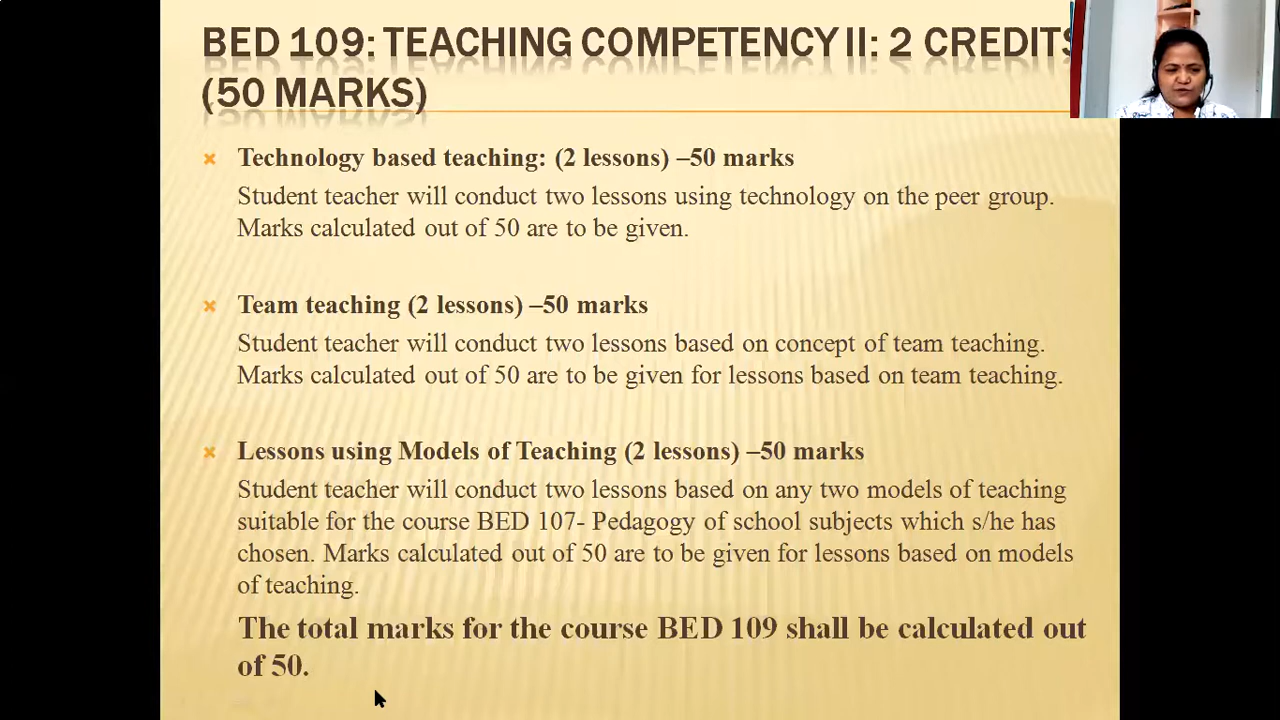 BED 109: TEACHING COMPETENCY II: 2 CREDITS
(50 MARKS)
Technology based teaching: (2 lessons) –50 marks
Student teacher will conduct two lessons using technology on the peer group.
Marks calculated out of 50 are to be given.
Team teaching (2 lessons) –50 marks
Student teacher will conduct two lessons based on concept of team teaching.
Marks calculated out of 50 are to be given for lessons based on team teaching.
Lessons using Models of Teaching (2 lessons) –50 marks
Student teacher will conduct two lessons based on any two models of teaching
suitable for the course BED 107- Pedagogy of school subjects which s/he has
chosen. Marks calculated out of 50 are to be given for lessons based on models
of teaching.
The total marks for the course BED 109 shall be calculated out
of 50.